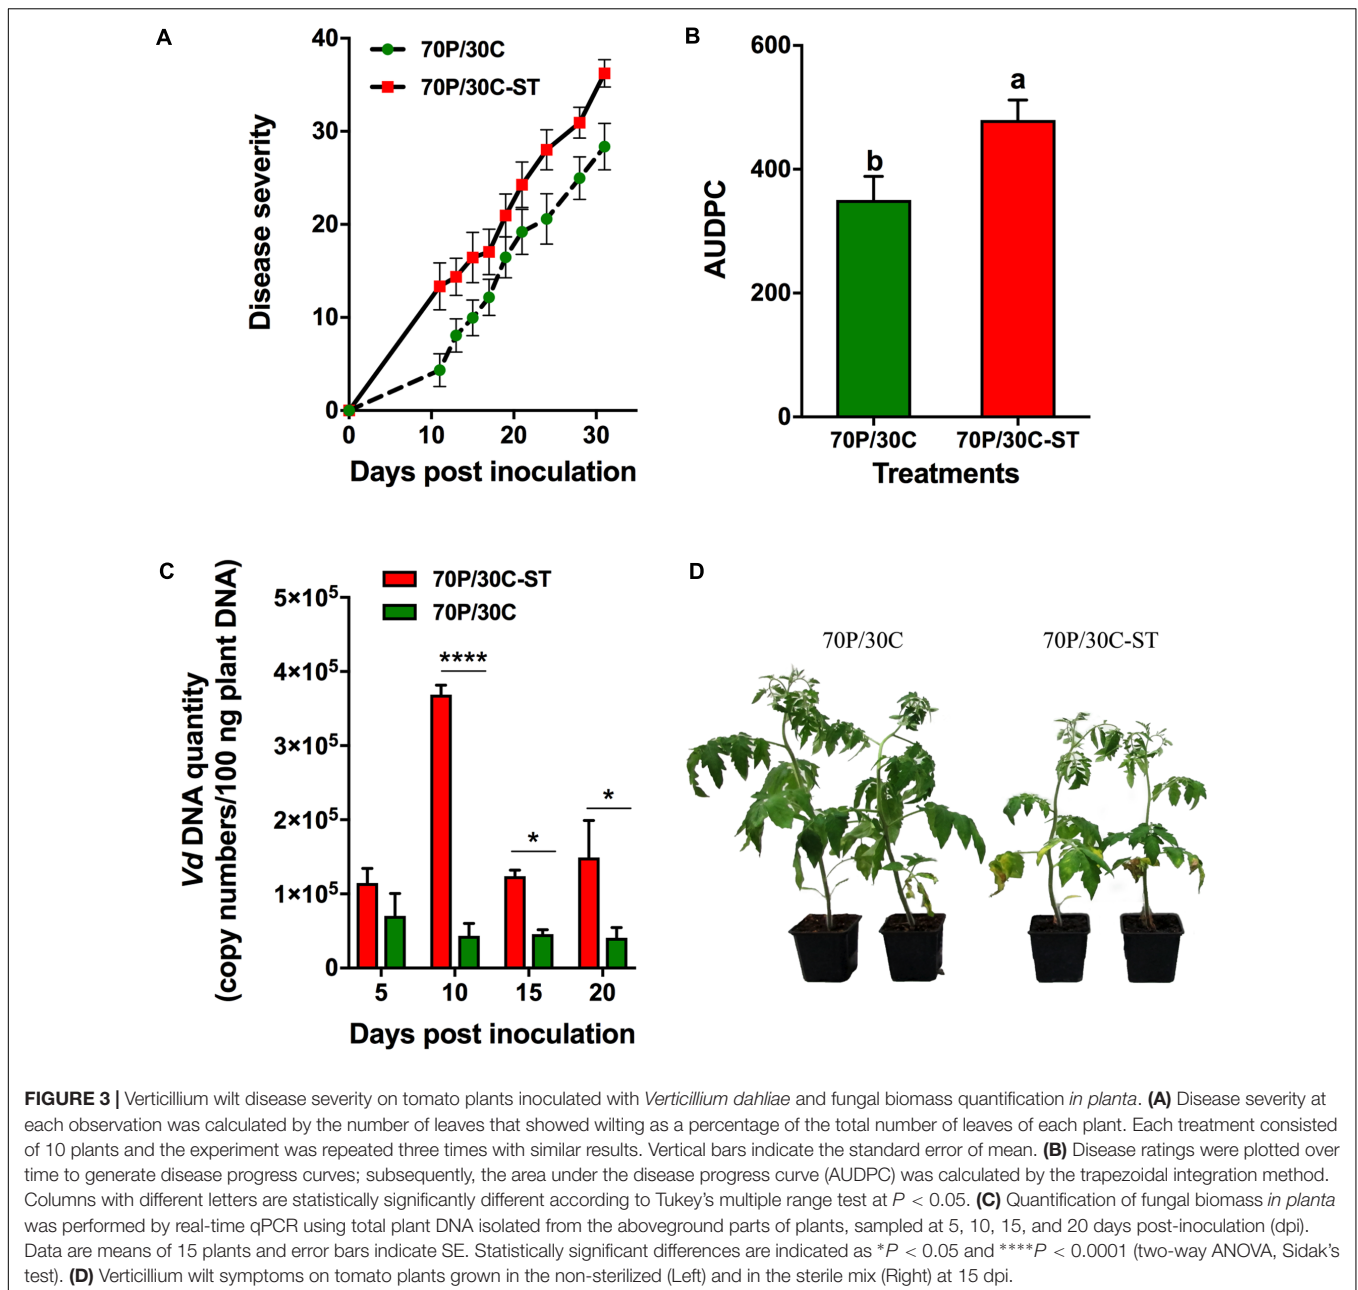 A
40
30
20
10
0
Disease severity
70P/30C
70P/30C-ST
0 10 20 30
Days post inoculation
B
600
400
200
0
AUDPC
b
a
70P/30C 70P/30C-ST
Treatments
C
70P/30C-ST
70P/30C
5×10⁵
4×10⁵
3×10⁵
2×10⁵
1×10⁵
0
Vd DNA quantity
(copy numbers/100 ng plant DNA)
****
*
*
5 10 15 20
Days post inoculation
D
70P/30C 70P/30C-ST
FIGURE 3 | Verticillium wilt disease severity on tomato plants inoculated with Verticillium dahliae and fungal biomass quantification in planta. (A) Disease severity at
each observation was calculated by the number of leaves that showed wilting as a percentage of the total number of leaves of each plant. Each treatment consisted
of 10 plants and the experiment was repeated three times with similar results. Vertical bars indicate the standard error of mean. (B) Disease ratings were plotted over
time to generate disease progress curves; subsequently, the area under the disease progress curve (AUDPC) was calculated by the trapezoidal integration method.
Columns with different letters are statistically significantly different according to Tukey's multiple range test at P < 0.05. (C) Quantification of fungal biomass in planta
was performed by real-time qPCR using total plant DNA isolated from the aboveground parts of plants, sampled at 5, 10, 15, and 20 days post-inoculation (dpi).
Data are means of 15 plants and error bars indicate SE. Statistically significant differences are indicated as *P < 0.05 and ****P < 0.0001 (two-way ANOVA, Sidak's
test). (D) Verticillium wilt symptoms on tomato plants grown in the non-sterilized (Left) and in the sterile mix (Right) at 15 dpi.